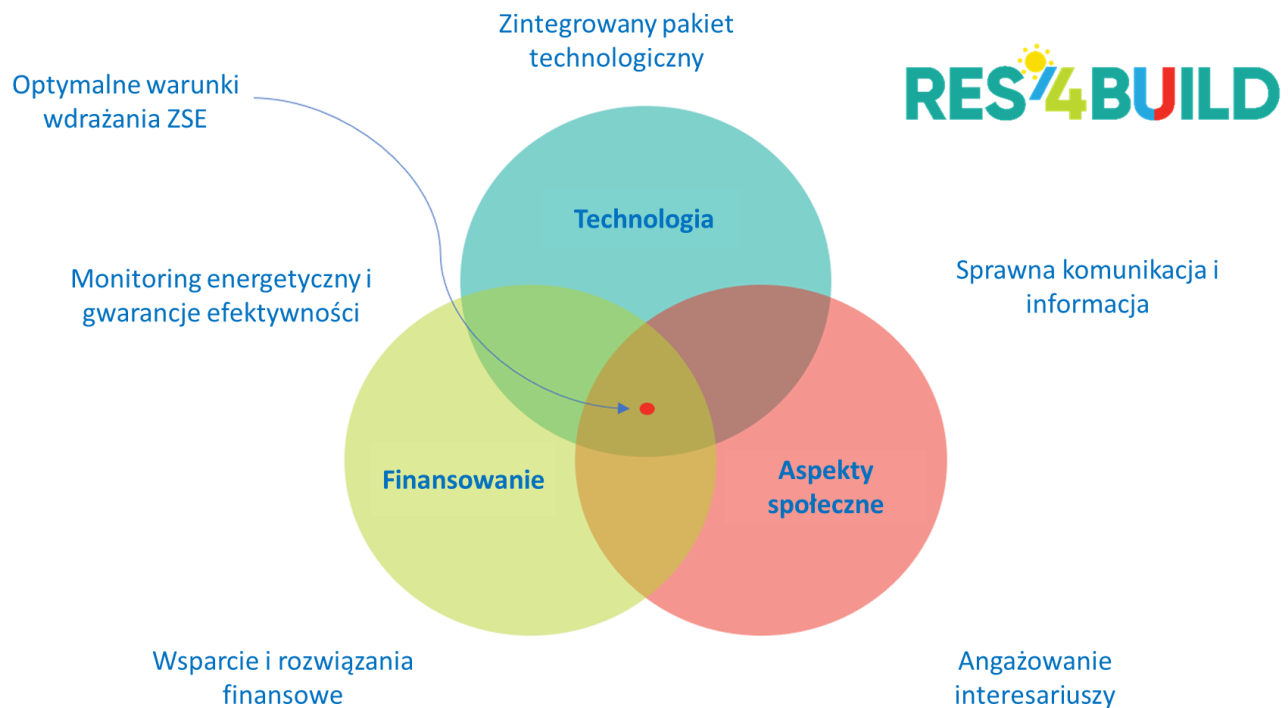 Zintegrowany pakiet
technologiczny
RES4BUILD
Optymalne warunki
wdrażania ZSE
Technologia
Monitoring energetyczny i
gwarancje efektywności
Sprawna komunikacja i
informacja
Finansowanie
Aspekty
społeczne
Wsparcie i rozwiązania
finansowe
Angażowanie
interesariuszy